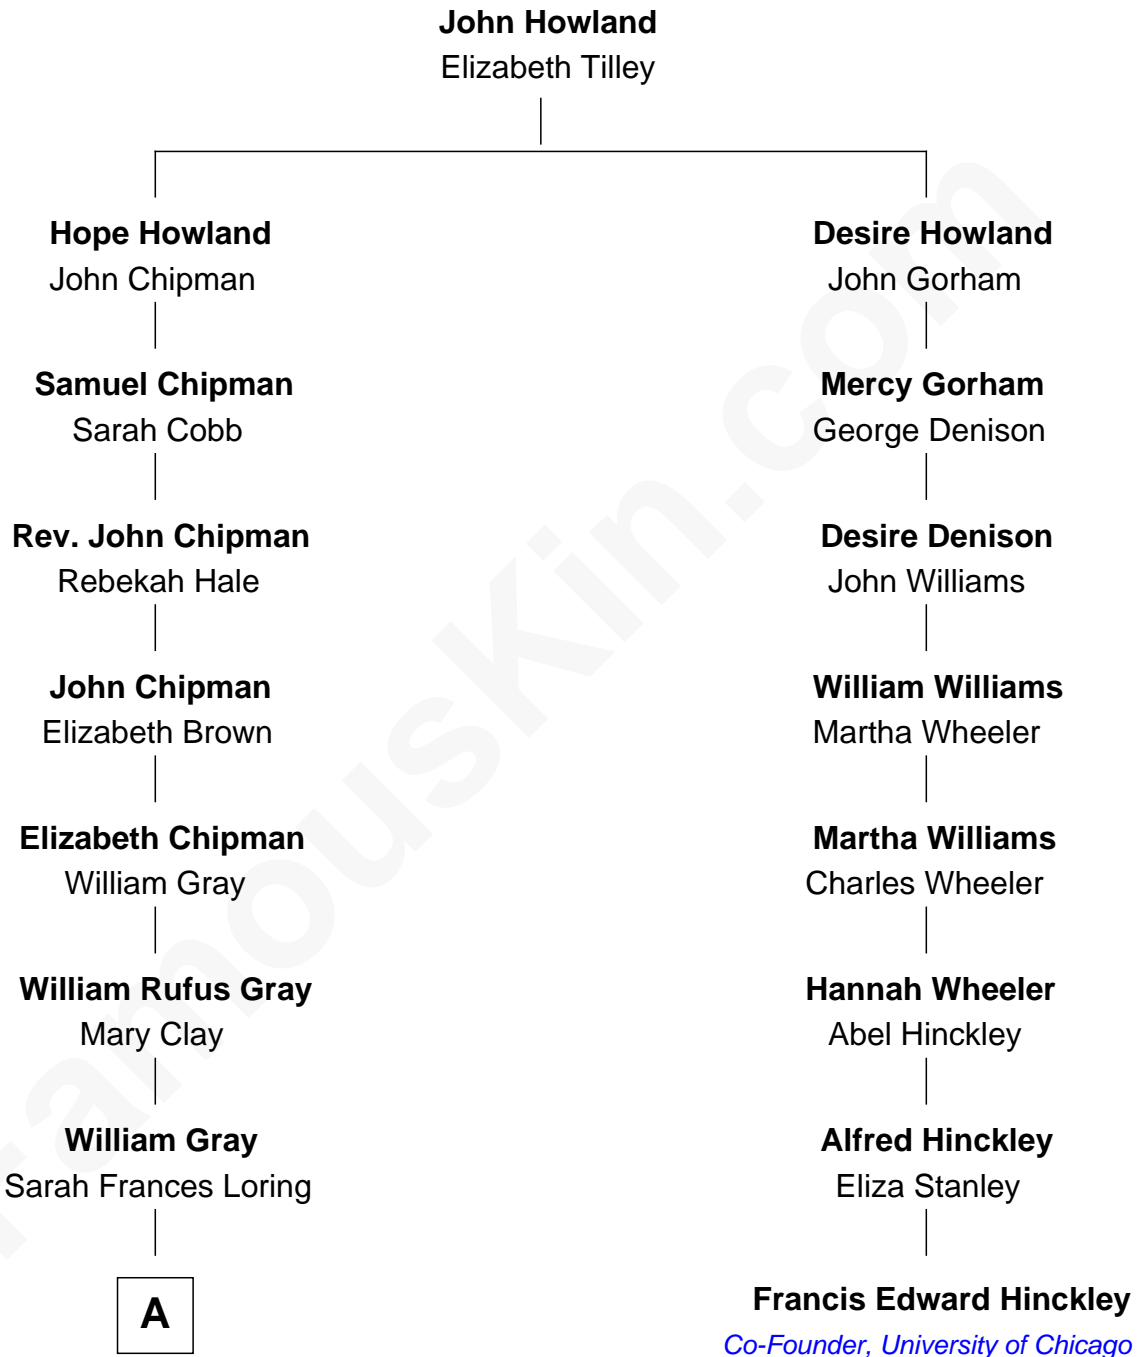 John Howland
Elizabeth Tilley
Hope Howland
John Chipman
Desire Howland
John Gorham
Samuel Chipman
Sarah Cobb
Mercy Gorham
George Denison
Rev. John Chipman
Rebekah Hale
Desire Denison
John Williams
John Chipman
Elizabeth Brown
William Williams
Martha Wheeler
Elizabeth Chipman
William Gray
Martha Williams
Charles Wheeler
William Rufus Gray
Mary Clay
Hannah Wheeler
Abel Hinckley
William Gray
Sarah Frances Loring
Alfred Hinckley
Eliza Stanley
A
Francis Edward Hinckley
Co-Founder, University of Chicago
famouskin.com